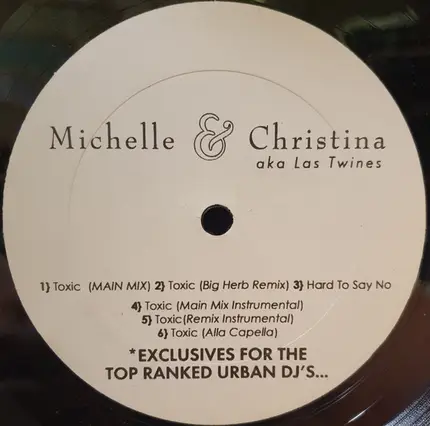 Michelle & Christina
aka Las Twines
1} Toxic (MAIN MIX) 2} Toxic (Big Herb Remix) 3} Hard To Say No
4} Toxic (Main Mix Instrumental)
5} Toxic(Remix Instrumental)
6} Toxic (Alla Capella)
*EXCLUSIVES FOR THE
TOP RANKED URBAN DJ'S...